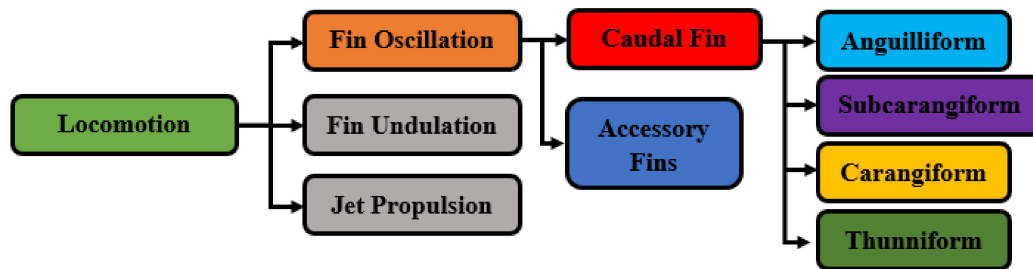 Locomotion
Fin Oscillation
Fin Undulation
Jet Propulsion
Caudal Fin
Accessory
Fins
Anguilliform
Subcarangiform
Carangiform
Thunniform